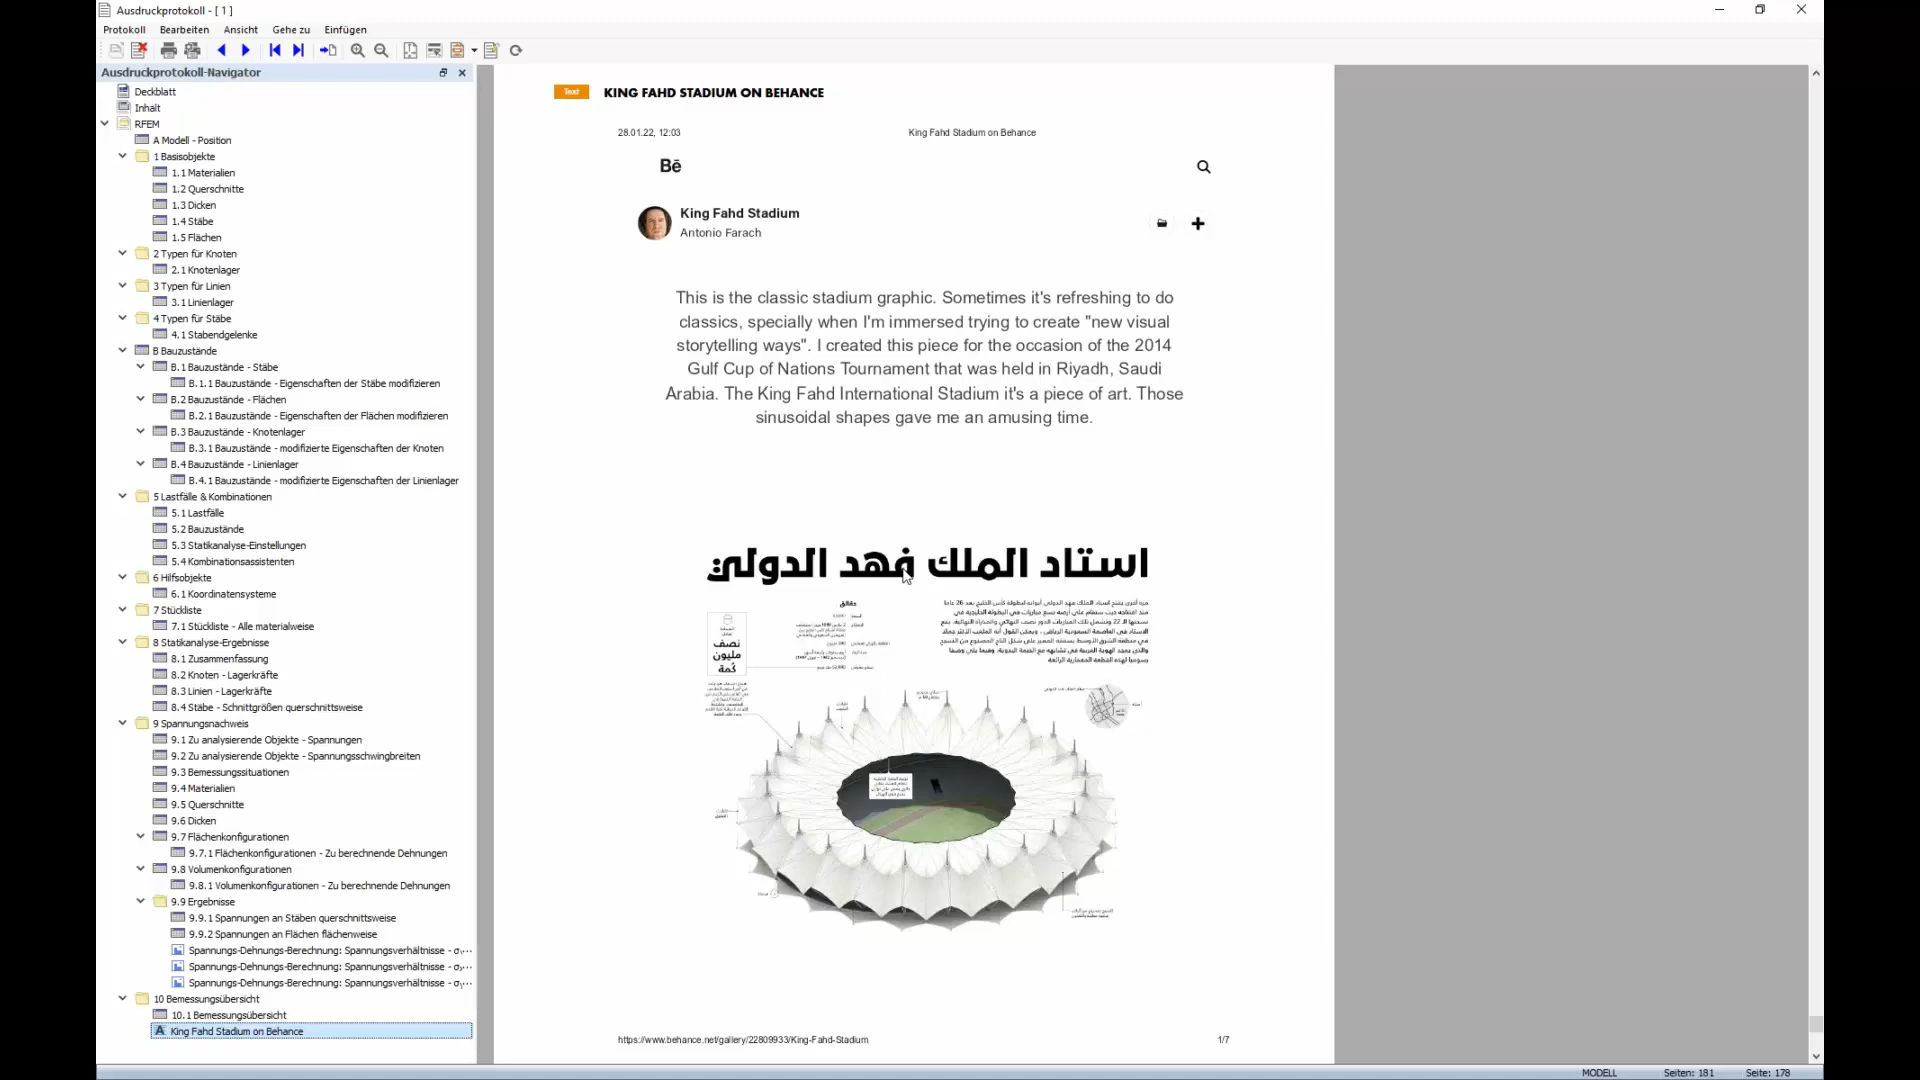 Ausdruckprotokoll - [ 1 ]
Protokoll Bearbeiten Ansicht Gehe zu Einfügen
Ausdruckprotokoll-Navigator
Deckblatt
Inhalt
RFEM
A Modell - Position
1 Basisobjekte
1.1 Materialien
1.2 Querschnitte
1.3 Dicken
1.4 Stäbe
1.5 Flächen
2 Typen für Knoten
2.1 Knotenlager
3 Typen für Linien
3.1 Linienlager
4 Typen für Stäbe
4.1 Stabendgelenke
B Bauzustände
B.1 Bauzustände - Stäbe
B.1.1 Bauzustände - Eigenschaften der Stäbe modifizieren
B.2 Bauzustände - Flächen
B.2.1 Bauzustände - Eigenschaften der Flächen modifizieren
B.3 Bauzustände - Knotenlager
B.3.1 Bauzustände - modifizierte Eigenschaften der Knoten
B.4 Bauzustände - Linienlager
B.4.1 Bauzustände - modifizierte Eigenschaften der Linienlager
5 Lastfälle & Kombinationen
5.1 Lastfälle
5.2 Bauzustände
5.3 Statikanalyse-Einstellungen
5.4 Kombinationsassistenten
6 Hilfsobjekte
6.1 Koordinatensysteme
7 Stückliste
7.1 Stückliste - Alle materialweise
8 Statikanalyse-Ergebnisse
8.1 Zusammenfassung
8.2 Knoten - Lagerkräfte
8.3 Linien - Lagerkräfte
8.4 Stäbe - Schnittgrößen querschnittsweise
9 Spannungsnachweis
9.1 Zu analysierende Objekte - Spannungen
9.2 Zu analysierende Objekte - Spannungsschwingbreiten
9.3 Bemessungssituationen
9.4 Materialien
9.5 Querschnitte
9.6 Dicken
9.7 Flächenkonfigurationen
9.7.1 Flächenkonfigurationen - Zu berechnende Dehnungen
9.8 Volumenkonfigurationen
9.8.1 Volumenkonfigurationen - Zu berechnende Dehnungen
9.9 Ergebnisse
9.9.1 Spannungen an Stäben querschnittsweise
9.9.2 Spannungen an Flächen flächenweise
Spannungs-Dehnungs-Berechnung: Spannungsverhältnisse -
Spannungs-Dehnungs-Berechnung: Spannungsverhältnisse -
Spannungs-Dehnungs-Berechnung: Spannungsverhältnisse -
10 Bemessungsübersicht
10.1 Bemessungsübersicht
King Fahd Stadium on Behance
Text KING FAHD STADIUM ON BEHANCE
28.01.22, 12:03 King Fahd Stadium on Behance
Bē
King Fahd Stadium
Antonio Farach
This is the classic stadium graphic. Sometimes it's refreshing to do
classics, specially when I'm immersed trying to create "new visual
storytelling ways". I created this piece for the occasion of the 2014
Gulf Cup of Nations Tournament that was held in Riyadh, Saudi
Arabia. The King Fahd International Stadium it's a piece of art. Those
sinusoidal shapes gave me an amusing time.
استاد الملك فهد الدولي
حقائق
نصف
مليون
قمة
https://www.behance.net/gallery/22809933/King-Fahd-Stadium 1/7
MODELL Seiten: 181 Seite: 178